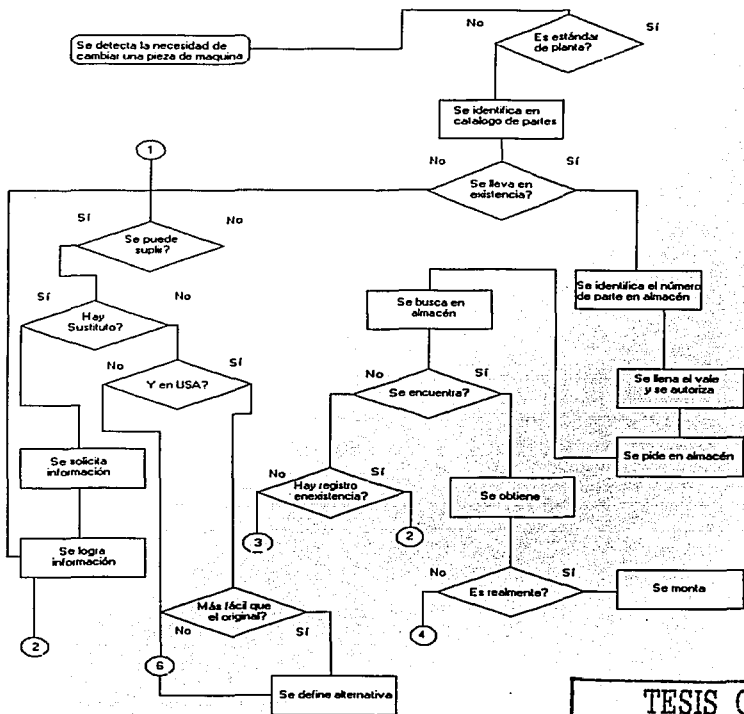 No
Sí
Es estándar
de planta?
Se detecta la necesidad de
cambiar una pieza de maquina
Se identifica en
catalogo de partes
1
No
Sí
Se lleva en
existencia?
Sí
No
Se puede
suplir?
Se busca en
almacén
Se identifica el número
de parte en almacén
Sí
No
Hay
Sustituto?
No
Sí
Y en USA?
No
Sí
Se encuentra?
Se llena el vale
y se autoriza
Se pide en almacén
Se solicita
información
No
Sí
Hay registro
enexistencia?
Se obtiene
3
2
Se logra
información
No
Sí
Es realmente?
Se monta
Más fácil que
el original?
No
Sí
4
2
6
Se define alternativa
TESIS C